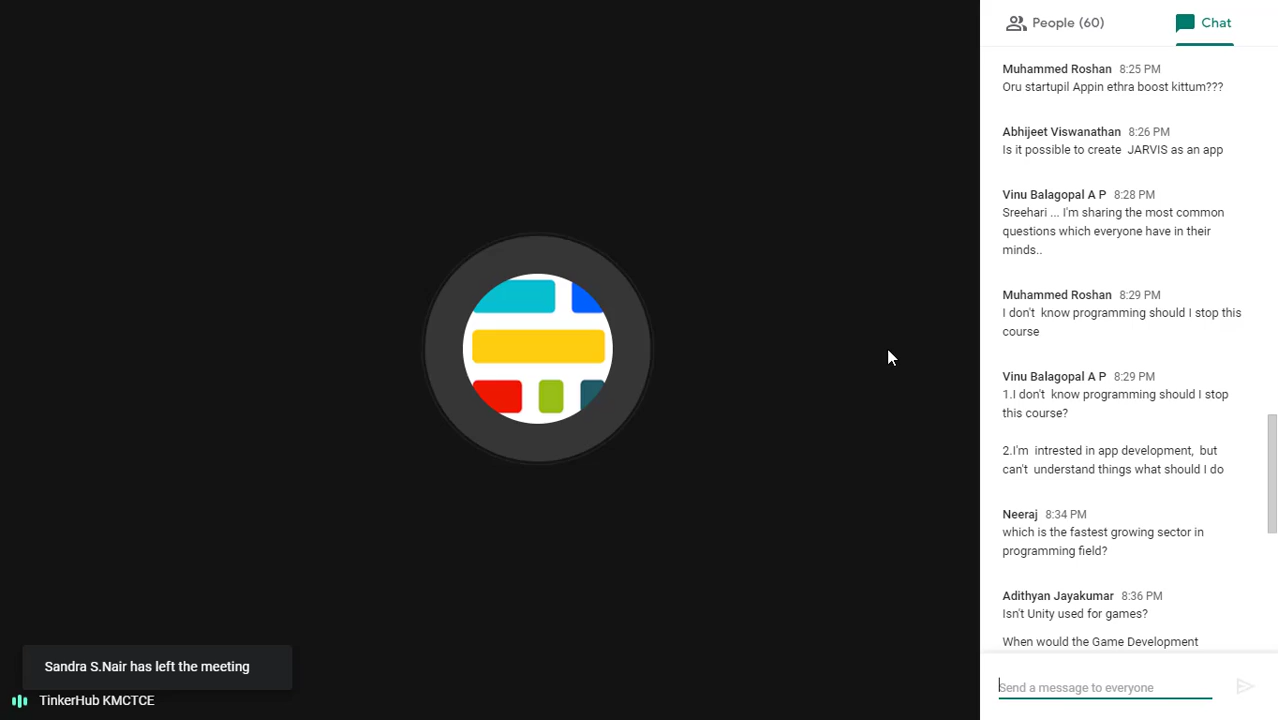 People (60)
Chat
Muhammed Roshan 8:25 PM
Oru startupil Appin ethra boost kittum???
Abhijeet Viswanathan 8:26 PM
Is it possible to create JARVIS as an app
Vinu Balagopal A P 8:28 PM
Sreehari ... I'm sharing the most common
questions which everyone have in their
minds..
Muhammed Roshan 8:29 PM
I don't know programming should I stop this
course
Vinu Balagopal A P 8:29 PM
1.I don't know programming should I stop
this course?
2.I'm intrested in app development, but
can't understand things what should I do
Neeraj 8:34 PM
which is the fastest growing sector in
programming field?
Adithyan Jayakumar 8:36 PM
Isn't Unity used for games?
When would the Game Development
Send a message to everyone
Sandra S.Nair has left the meeting
TinkerHub KMCTCE